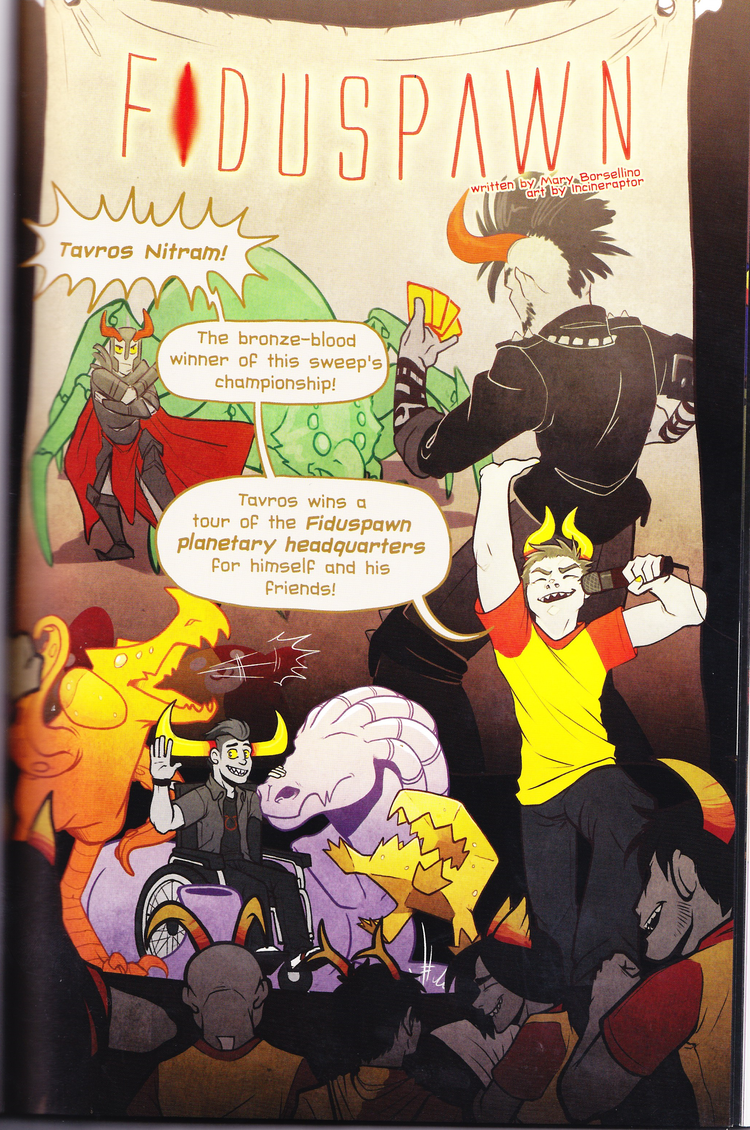 FIDUSPAWN
written by Mary Borsellino
art by Incineraptor
Tavros Nitram!
The bronze-blood
winner of this sweep's
championship!
Tavros wins a
tour of the Fiduspawn
planetary headquarters
for himself and his
friends!